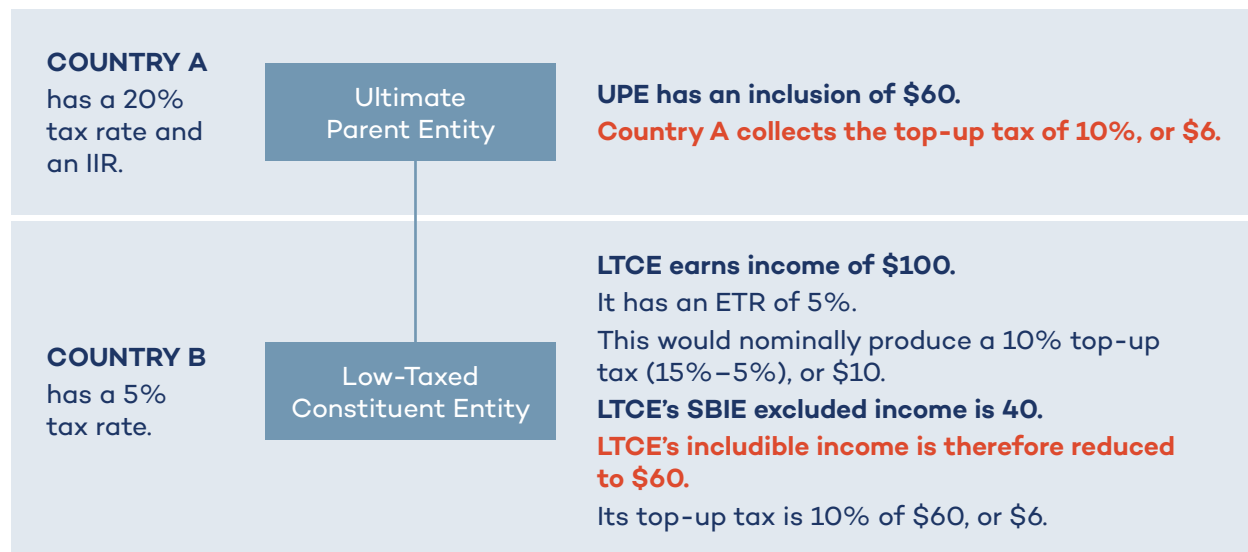 COUNTRY A
has a 20%
tax rate and
an IIR.
Ultimate
Parent Entity
UPE has an inclusion of $60.
Country A collects the top-up tax of 10%, or $6.
COUNTRY B
has a 5%
tax rate.
Low-Taxed
Constituent Entity
LTCE earns income of $100.
It has an ETR of 5%.
This would nominally produce a 10% top-up
tax (15%–5%), or $10.
LTCE’s SBIE excluded income is 40.
LTCE’s includible income is therefore reduced
to $60.
Its top-up tax is 10% of $60, or $6.